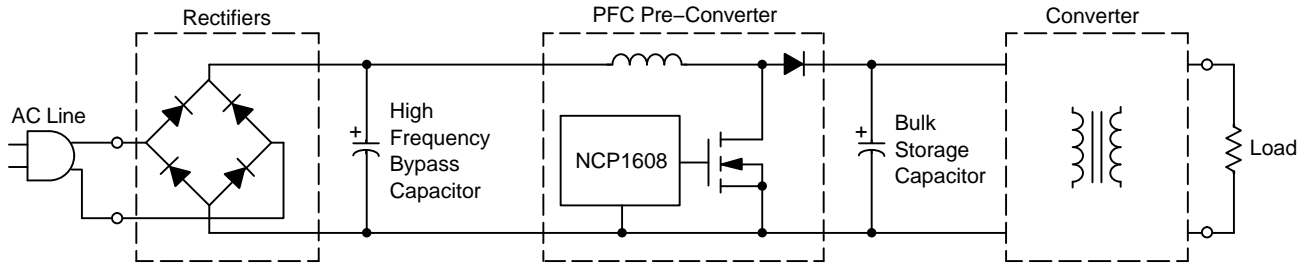 Rectifiers
PFC Pre–Converter
Converter
AC Line
+
High
Frequency
Bypass
Capacitor
NCP1608
+
Bulk
Storage
Capacitor
Load